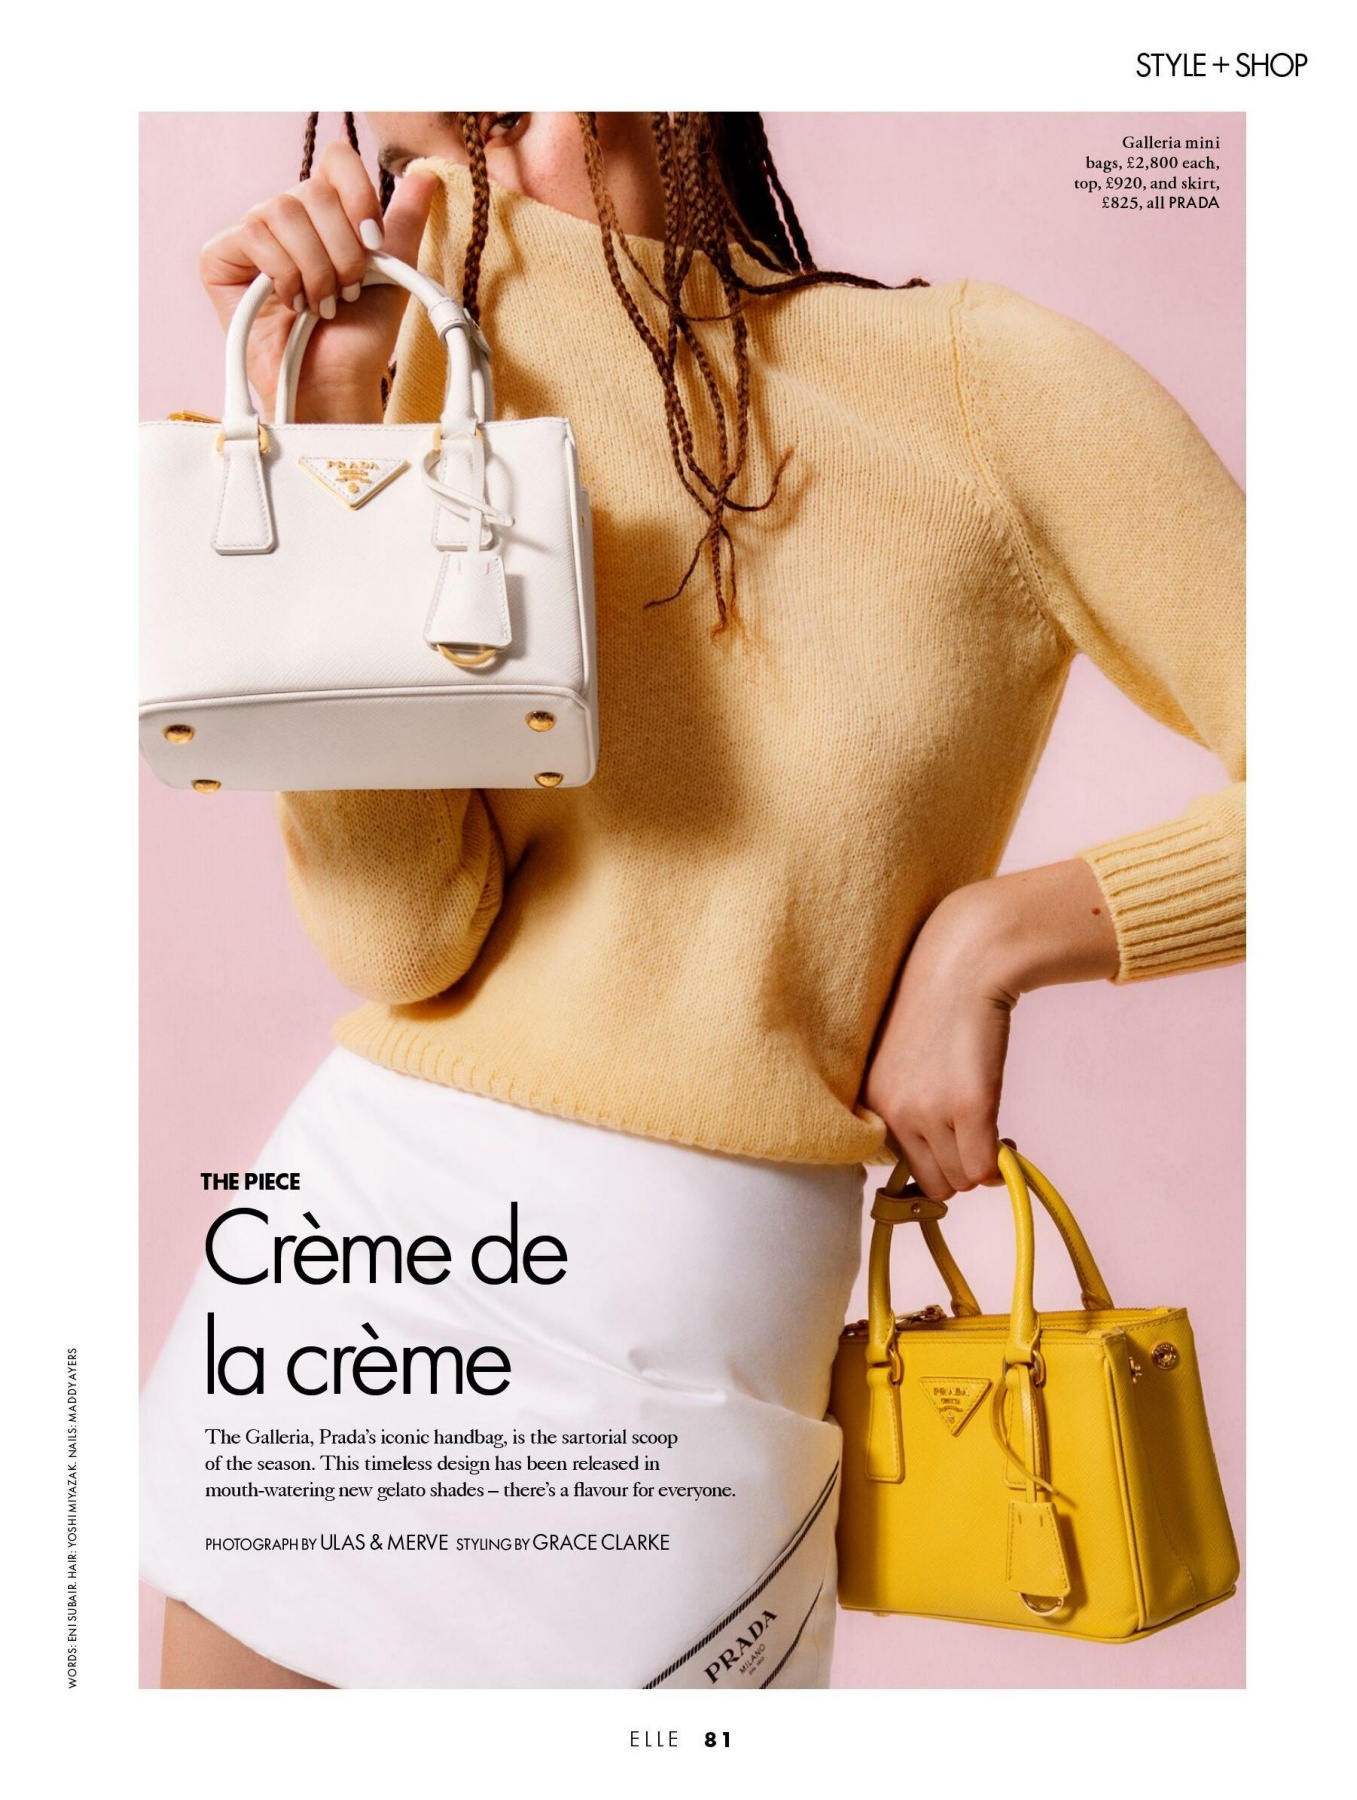 STYLE + SHOP
Galleria mini
bags, £2,800 each,
top, £920, and skirt,
£825, all PRADA
PRADA
THE PIECE
Crème de
la crème
The Galleria, Prada's iconic handbag, is the sartorial scoop
of the season. This timeless design has been released in
mouth-watering new gelato shades – there's a flavour for everyone.
PHOTOGRAPH BY ULAS & MERVE STYLING BY GRACE CLARKE
PRADA
PRADA
MILANO
WORDS: ENI SUBAIR. HAIR: YOSHI MIYAZAK. NAILS: MADDY AYERS
ELLE 81